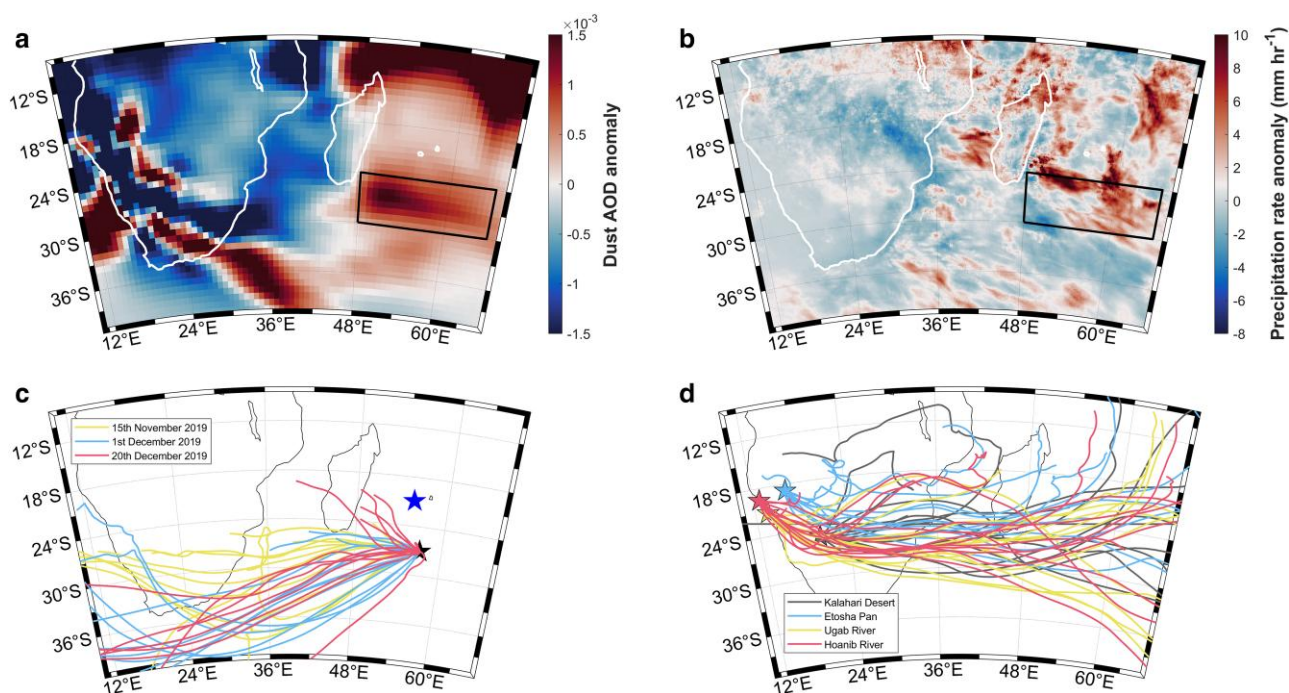 a
×10⁻³
1.5
1
0.5
0
-0.5
-1
-1.5
Dust AOD anomaly
12°S
18°S
24°S
30°S
36°S
12°E
24°E
36°E
48°E
60°E
b
10
8
6
4
2
0
-2
-4
-6
-8
Precipitation rate anomaly (mm hr⁻¹)
12°S
18°S
24°S
30°S
36°S
12°E
24°E
36°E
48°E
60°E
c
15th November 2019
1st December 2019
20th December 2019
12°S
18°S
24°S
30°S
36°S
12°E
24°E
36°E
48°E
60°E
d
12°S
18°S
24°S
30°S
36°S
Kalahari Desert
Etosha Pan
Ugab River
Hoanib River
12°E
24°E
36°E
48°E
60°E